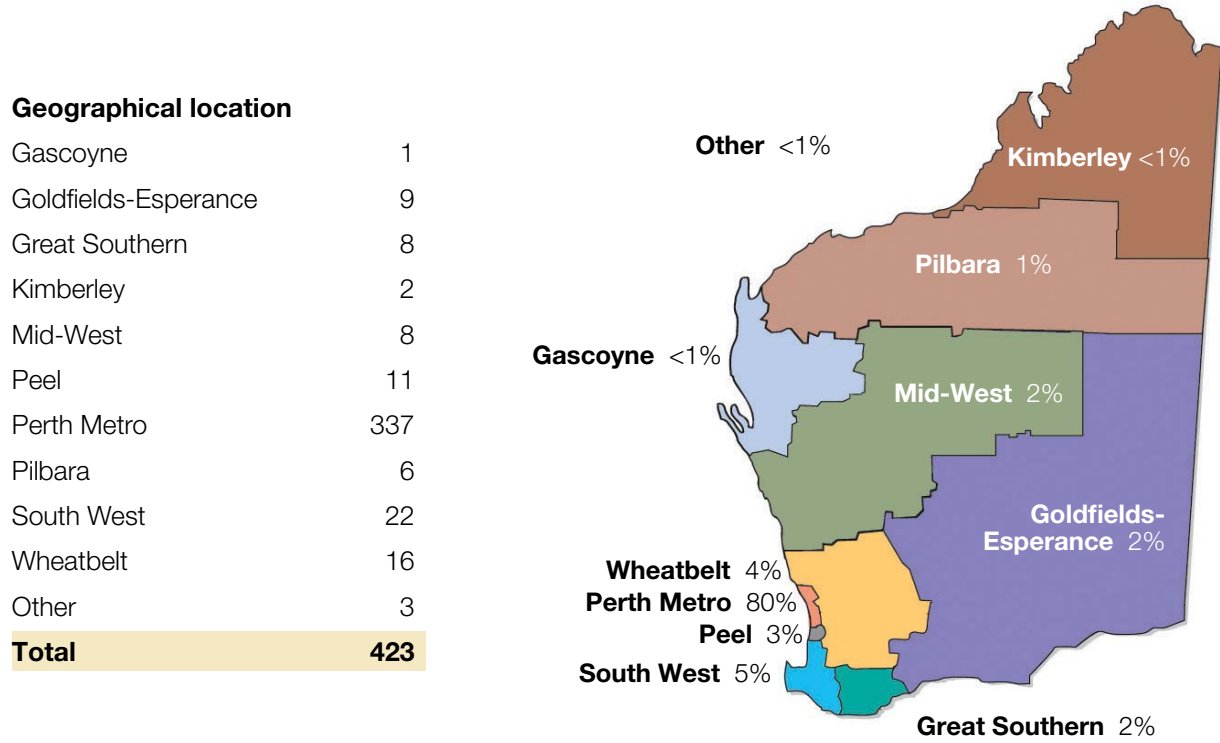 Geographical location
Gascoyne 1
Goldfields-Esperance 9
Great Southern 8
Kimberley 2
Mid-West 8
Peel 11
Perth Metro 337
Pilbara 6
South West 22
Wheatbelt 16
Other 3
Total 423
Other <1%
Kimberley <1%
Pilbara 1%
Gascoyne <1%
Mid-West 2%
Goldfields-
Esperance 2%
Wheatbelt 4%
Perth Metro 80%
Peel 3%
South West 5%
Great Southern 2%